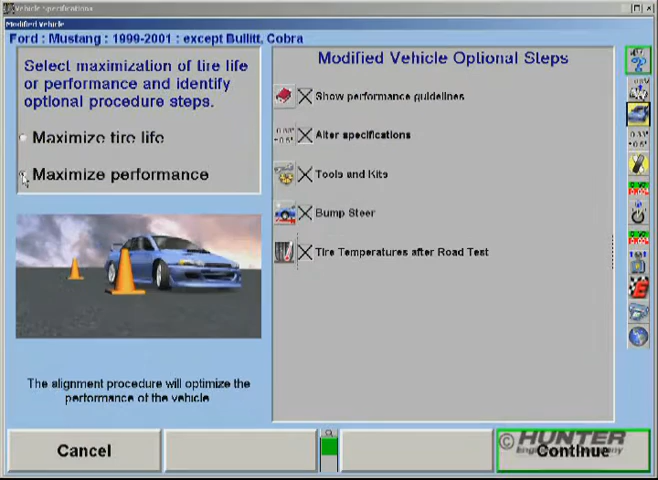 Vehicle Specifications
Modified Vehicle
Ford : Mustang : 1999-2001 : except Bullitt, Cobra
Select maximization of tire life
or performance and identify
optional procedure steps.
Maximize tire life
Maximize performance
The alignment procedure will optimize the
performance of the vehicle
Modified Vehicle Optional Steps
Show performance guidelines
Alter specifications
Tools and Kits
Bump Steer
Tire Temperatures after Road Test
Cancel
© HUNTER
Continue